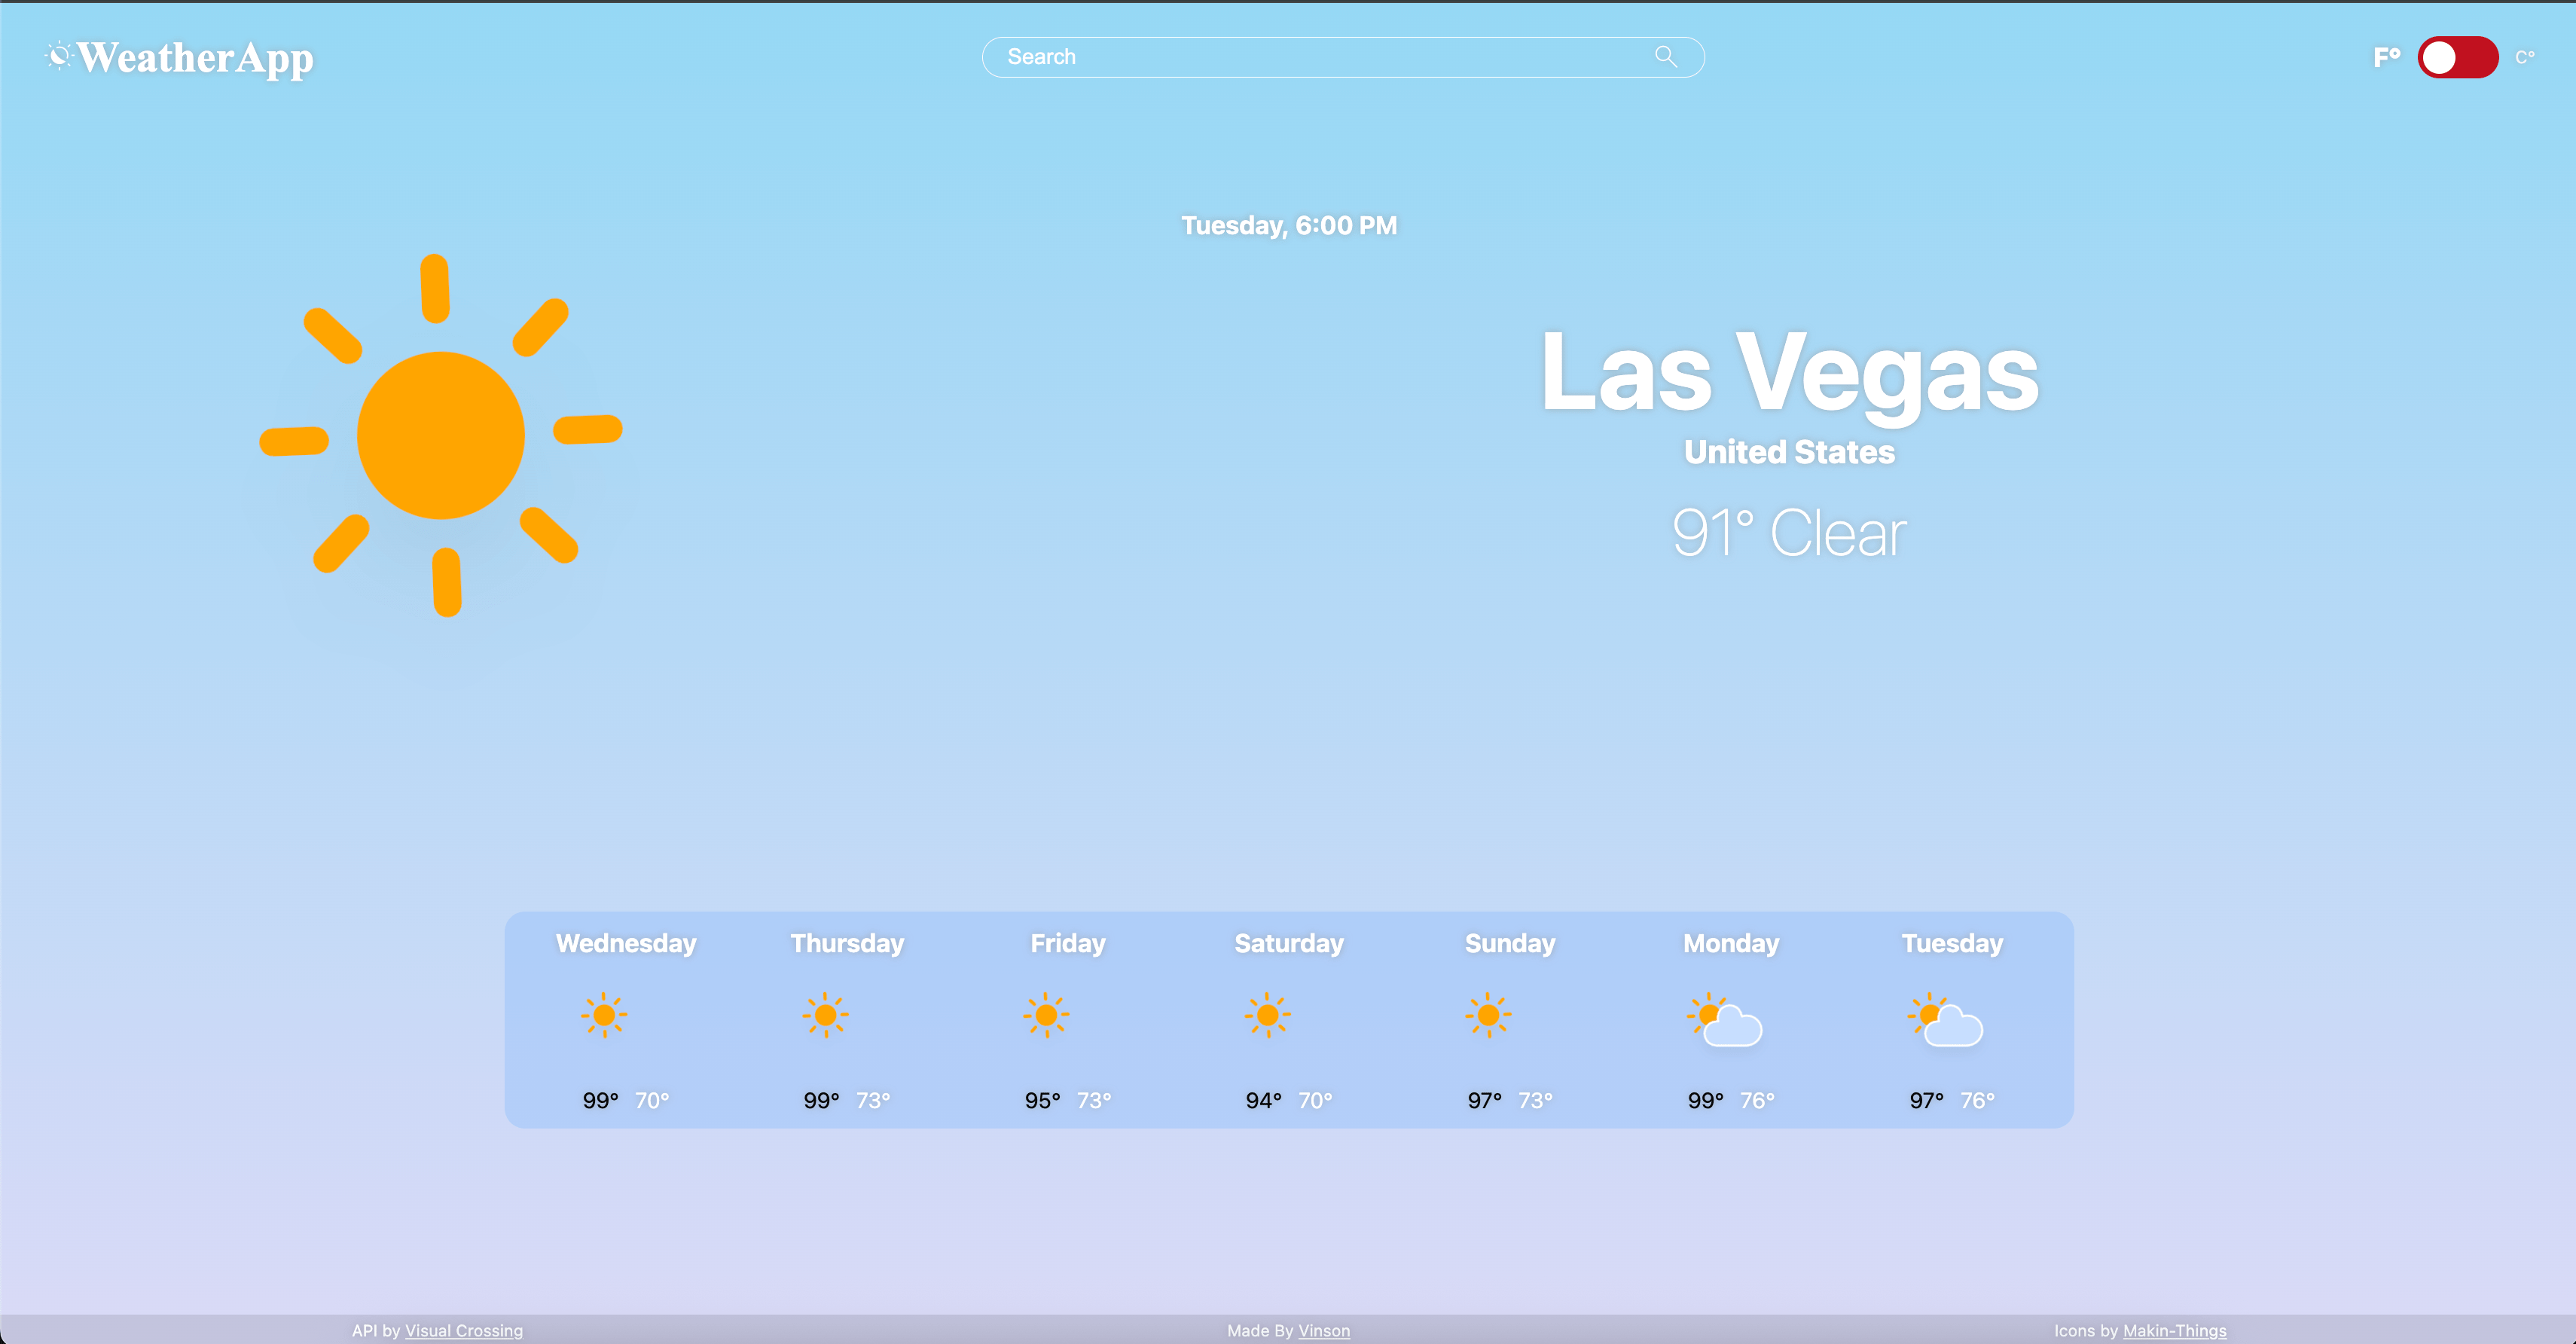 WeatherApp
Search
F° C°
Tuesday, 6:00 PM
Las Vegas
United States
91° Clear
Wednesday Thursday Friday Saturday Sunday Monday Tuesday
99° 70° 99° 73° 95° 73° 94° 70° 97° 73° 99° 76° 97° 76°
API by Visual Crossing Made By Vinson Icons by Makin-Things